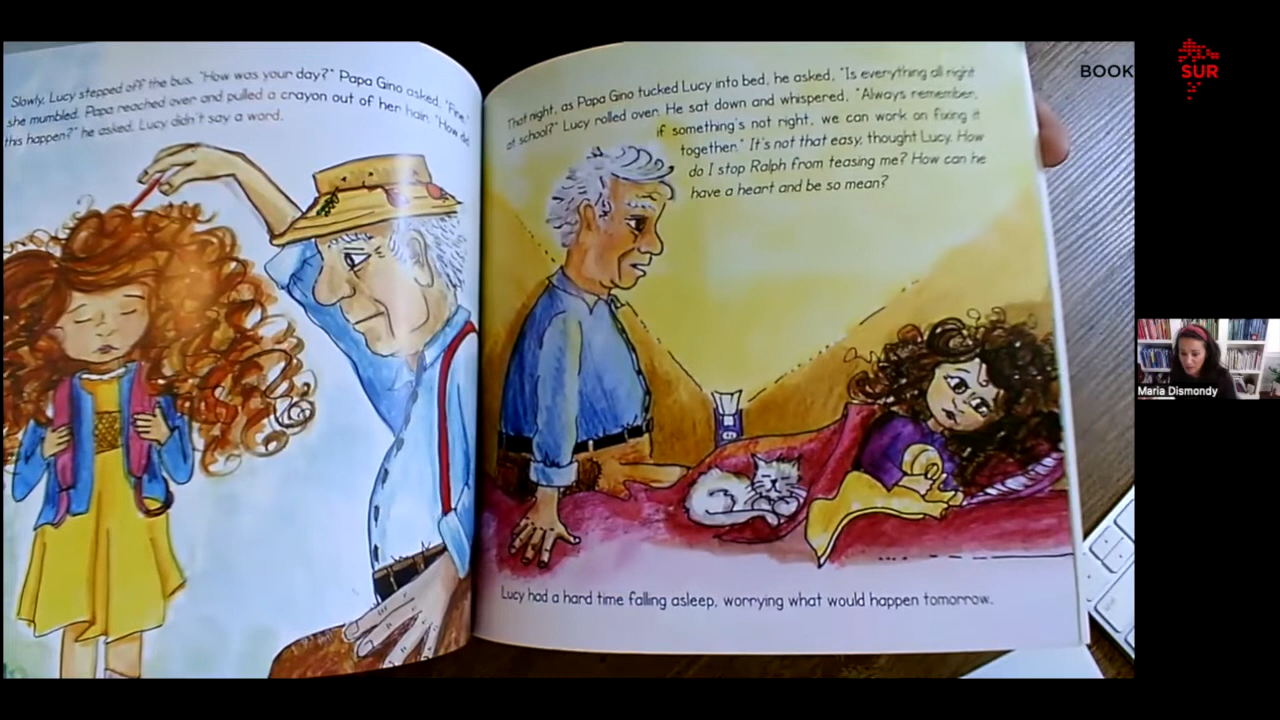 Slowly, Lucy stepped off the bus. "How was your day?" Papa Gino asked. "Fine,"
she mumbled. Papa reached over and pulled a crayon out of her hair. "How did
this happen?" he asked. Lucy didn't say a word.
That night, as Papa Gino tucked Lucy into bed, he asked, "Is everything all right
at school?" Lucy rolled over. He sat down and whispered, "Always remember,
if something's not right, we can work on fixing it
together." It's not that easy, thought Lucy. How
do I stop Ralph from teasing me? How can he
have a heart and be so mean?
Lucy had a hard time falling asleep, worrying what would happen tomorrow.
BOOK
SUR
Maria Dismondy